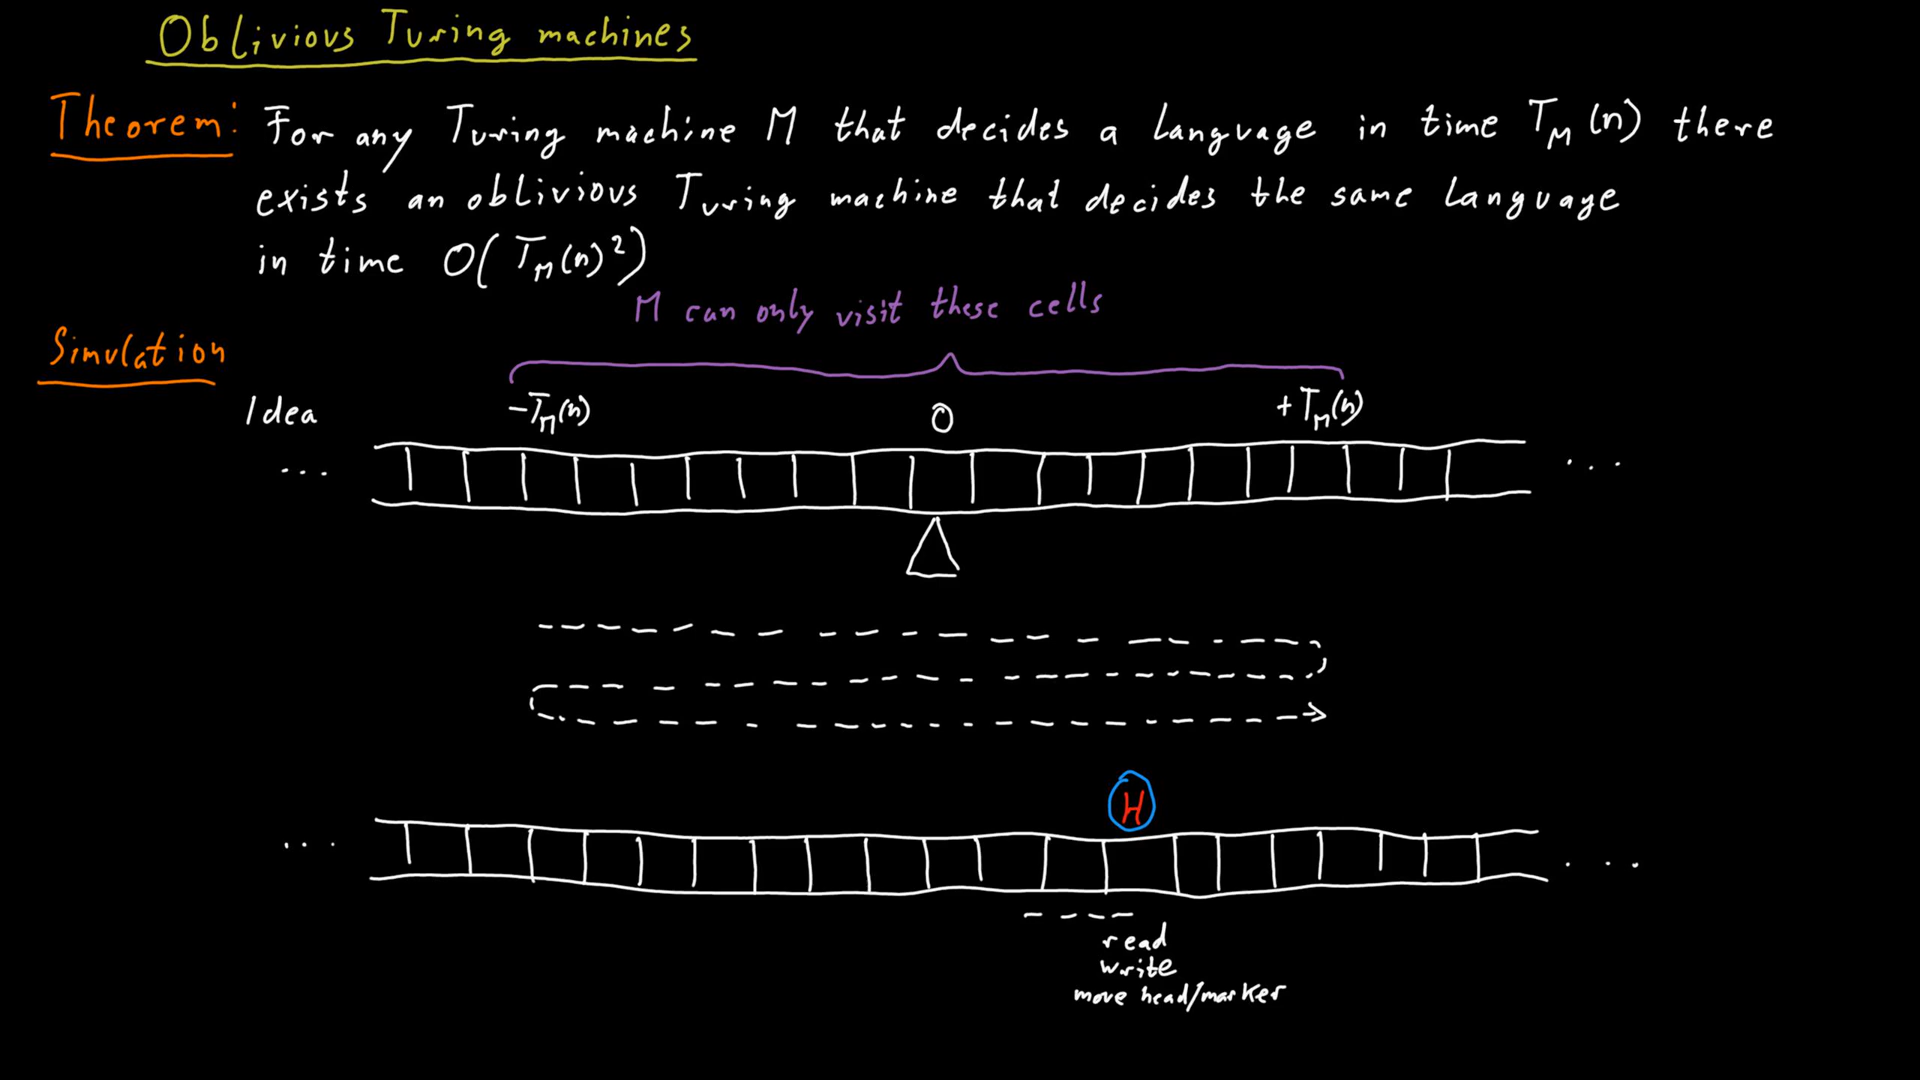 Oblivious Turing machines
Theorem: For any Turing machine M that decides a language in time T_M(n) there
exists an oblivious Turing machine that decides the same language
in time O(T_M(n)²)
M can only visit these cells
Simulation
Idea
-T_M(n) 0 +T_M(n)
... ...
H
... ...
read
write
move head/marker